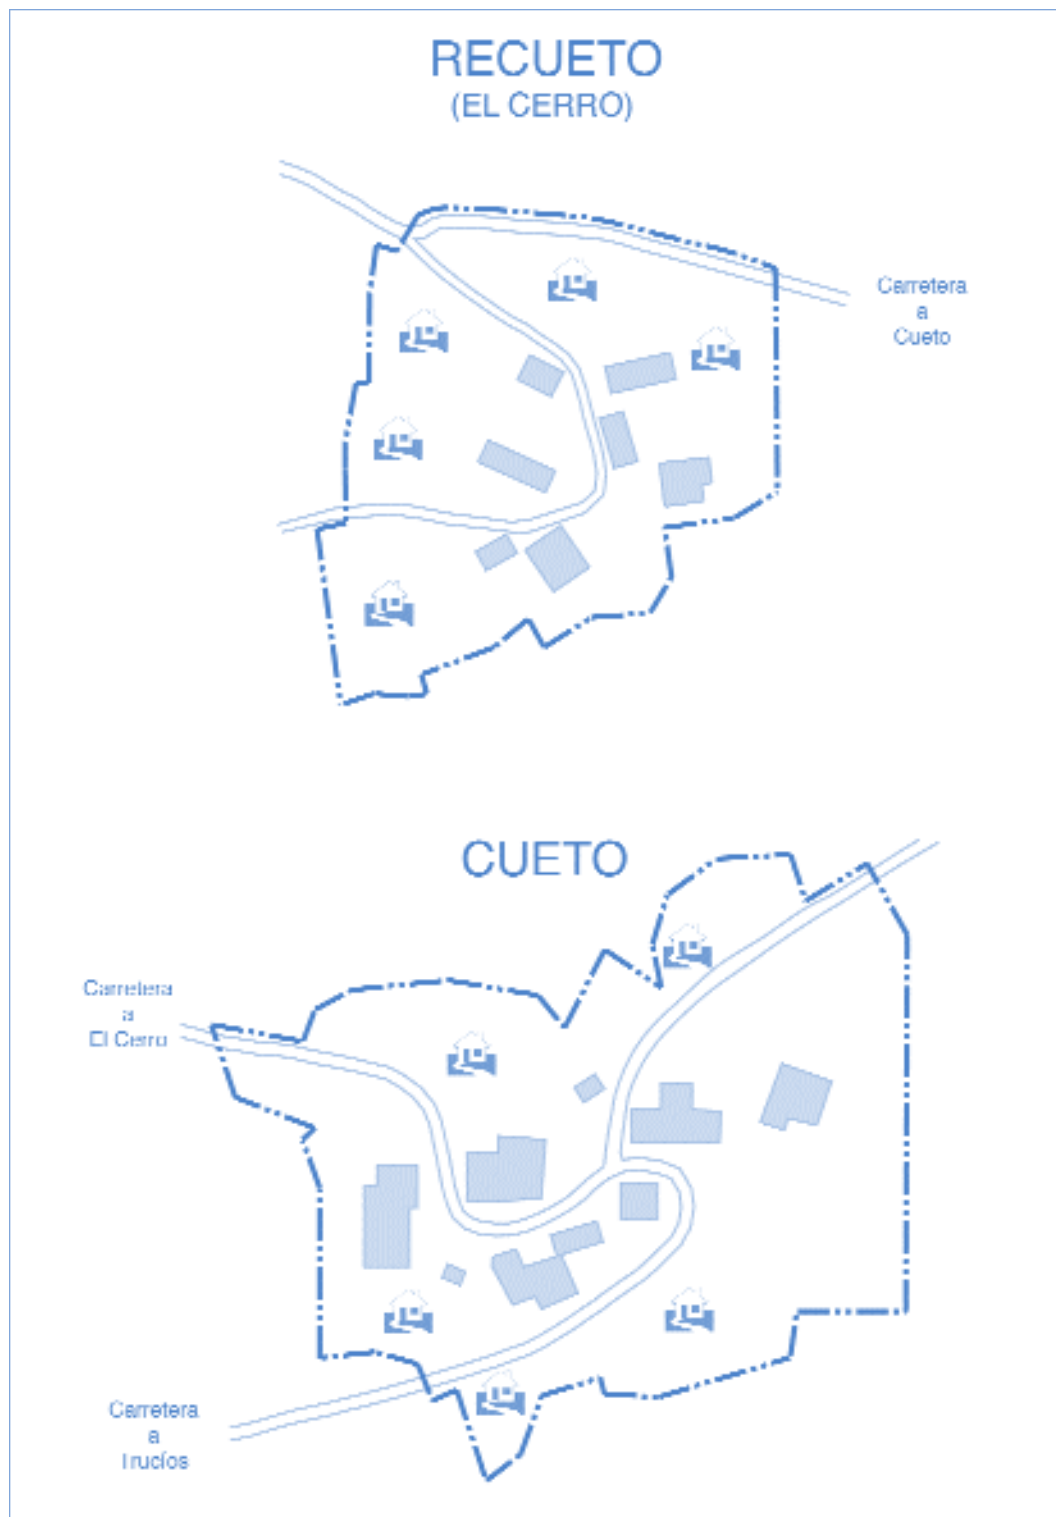 RECUETO
(EL CERRO)
Carretera
a
Cueto
CUETO
Carretera
a
El Cerro
Carretera
a
Trucíos